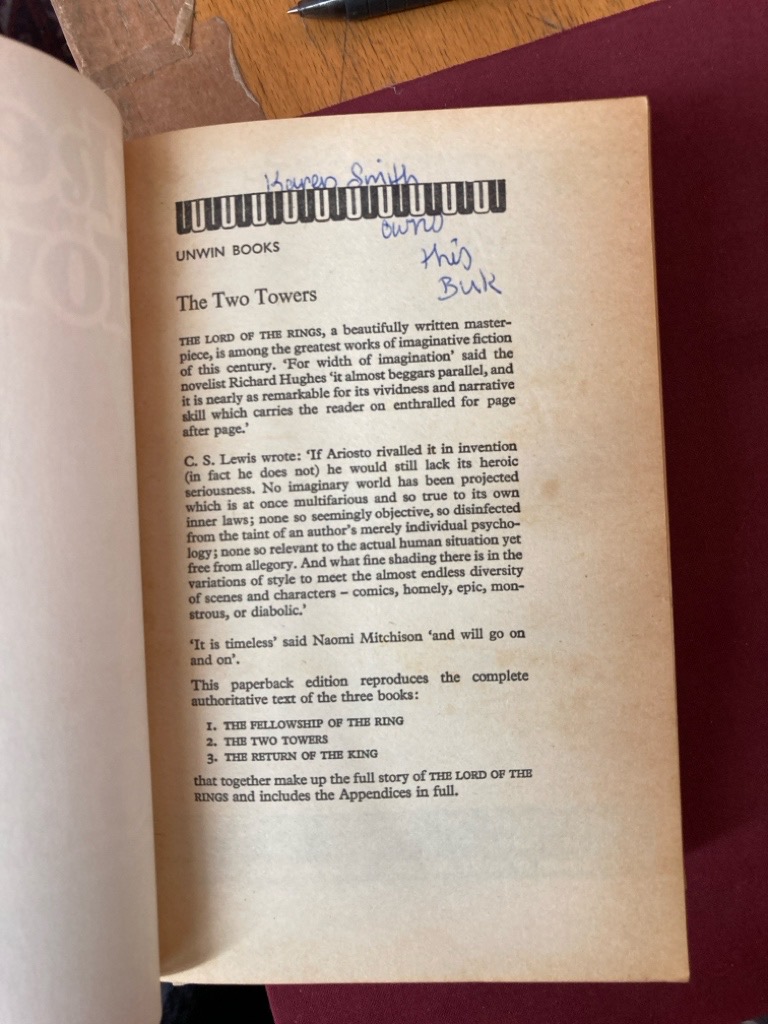 Karen Smith
owns
this
Buk
UNWIN BOOKS
The Two Towers
THE LORD OF THE RINGS, a beautifully written master-
piece, is among the greatest works of imaginative fiction
of this century. ‘For width of imagination’ said the
novelist Richard Hughes ‘it almost beggars parallel, and
it is nearly as remarkable for its vividness and narrative
skill which carries the reader on enthralled for page
after page.’
C. S. Lewis wrote: ‘If Ariosto rivalled it in invention
(in fact he does not) he would still lack its heroic
seriousness. No imaginary world has been projected
which is at once multifarious and so true to its own
inner laws; none so seemingly objective, so disinfected
from the taint of an author’s merely individual psycho-
logy; none so relevant to the actual human situation yet
free from allegory. And what fine shading there is in the
variations of style to meet the almost endless diversity
of scenes and characters – comics, homely, epic, mon-
strous, or diabolic.’
‘It is timeless’ said Naomi Mitchison ‘and will go on
and on’.
This paperback edition reproduces the complete
authoritative text of the three books:
1. THE FELLOWSHIP OF THE RING
2. THE TWO TOWERS
3. THE RETURN OF THE KING
that together make up the full story of THE LORD OF THE
RINGS and includes the Appendices in full.